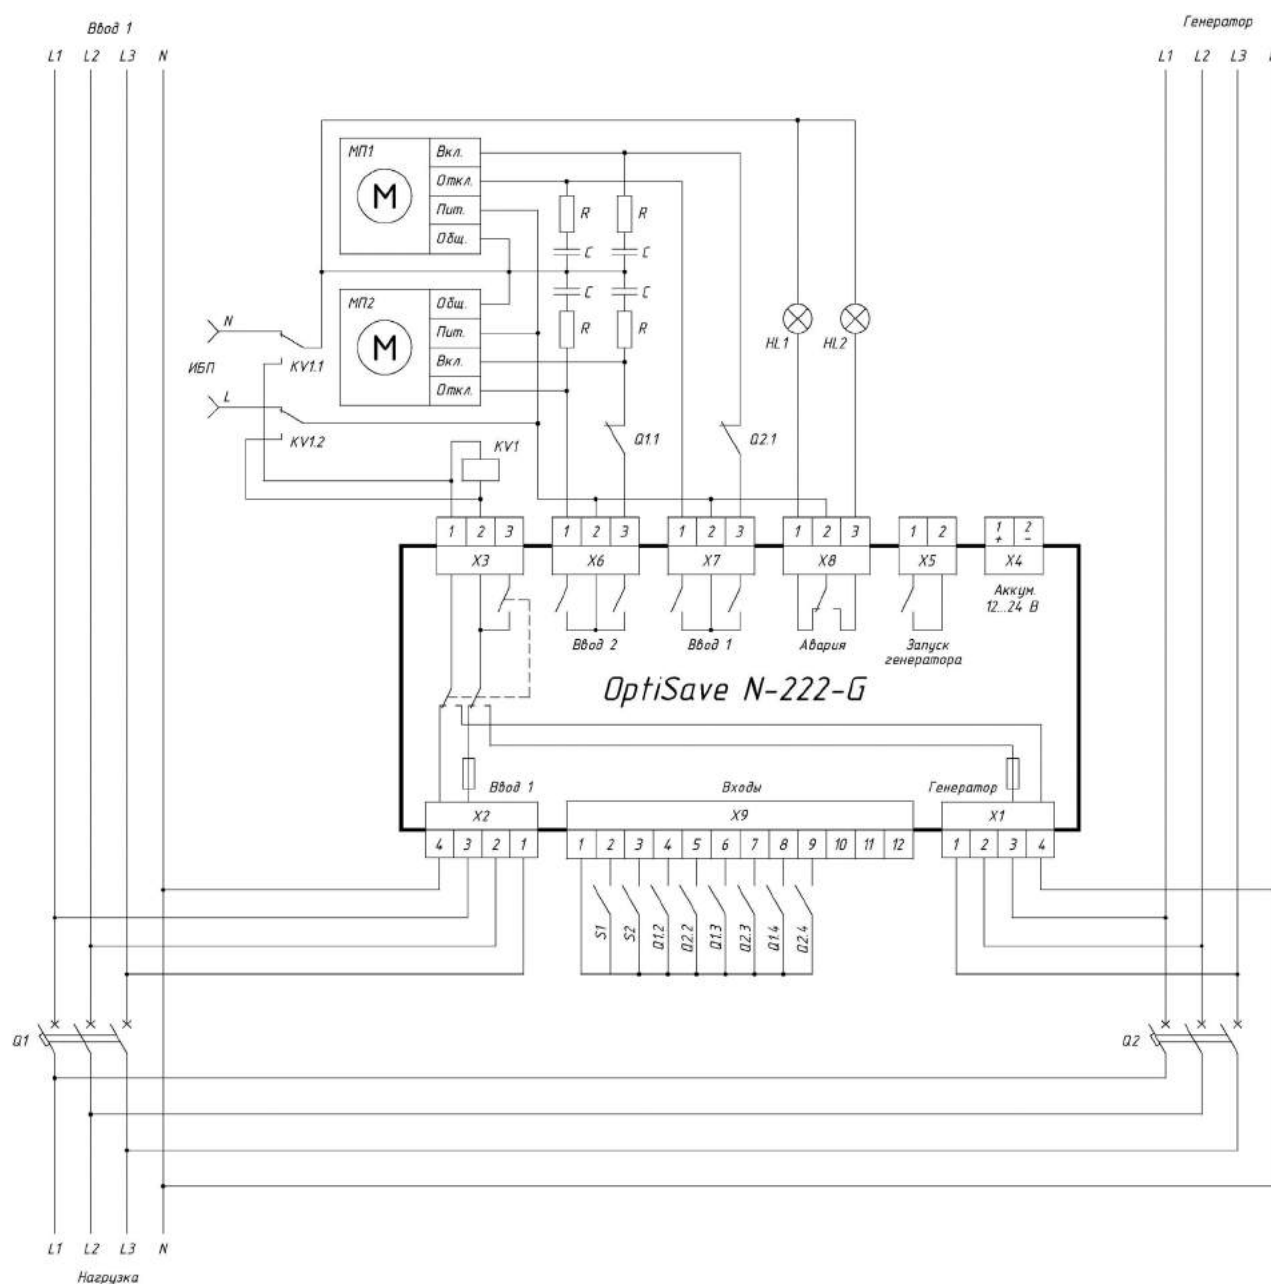 Ввод 1
Генератор
L1 L2 L3 N
L1 L2 L3
МП1
M
Вкл.
Откл.
Пит.
Общ.
R R
C C
C C
R R
МП2
M
Общ.
Пит.
Вкл.
Откл.
HL1 HL2
N
ИБП
KV1.1
L
KV1.2
KV1
Q1.1
Q2.1
1 2 3
X3
1 2 3
X6
1 2 3
X7
1 2 3
X8
1 2
X5
1 2
+ −
X4
Аккум.
12...24 В
Ввод 2
Ввод 1
Авария
Запуск
генератора
OptiSave N-222-G
Ввод 1
Входы
Генератор
X2
X9
X1
4 3 2 1
1 2 3 4 5 6 7 8 9 10 11 12
1 2 3 4
S1 S2 Q1.2 Q2.2 Q1.3 Q2.3 Q1.4 Q2.4
Q1
Q2
L1 L2 L3 N
Нагрузка